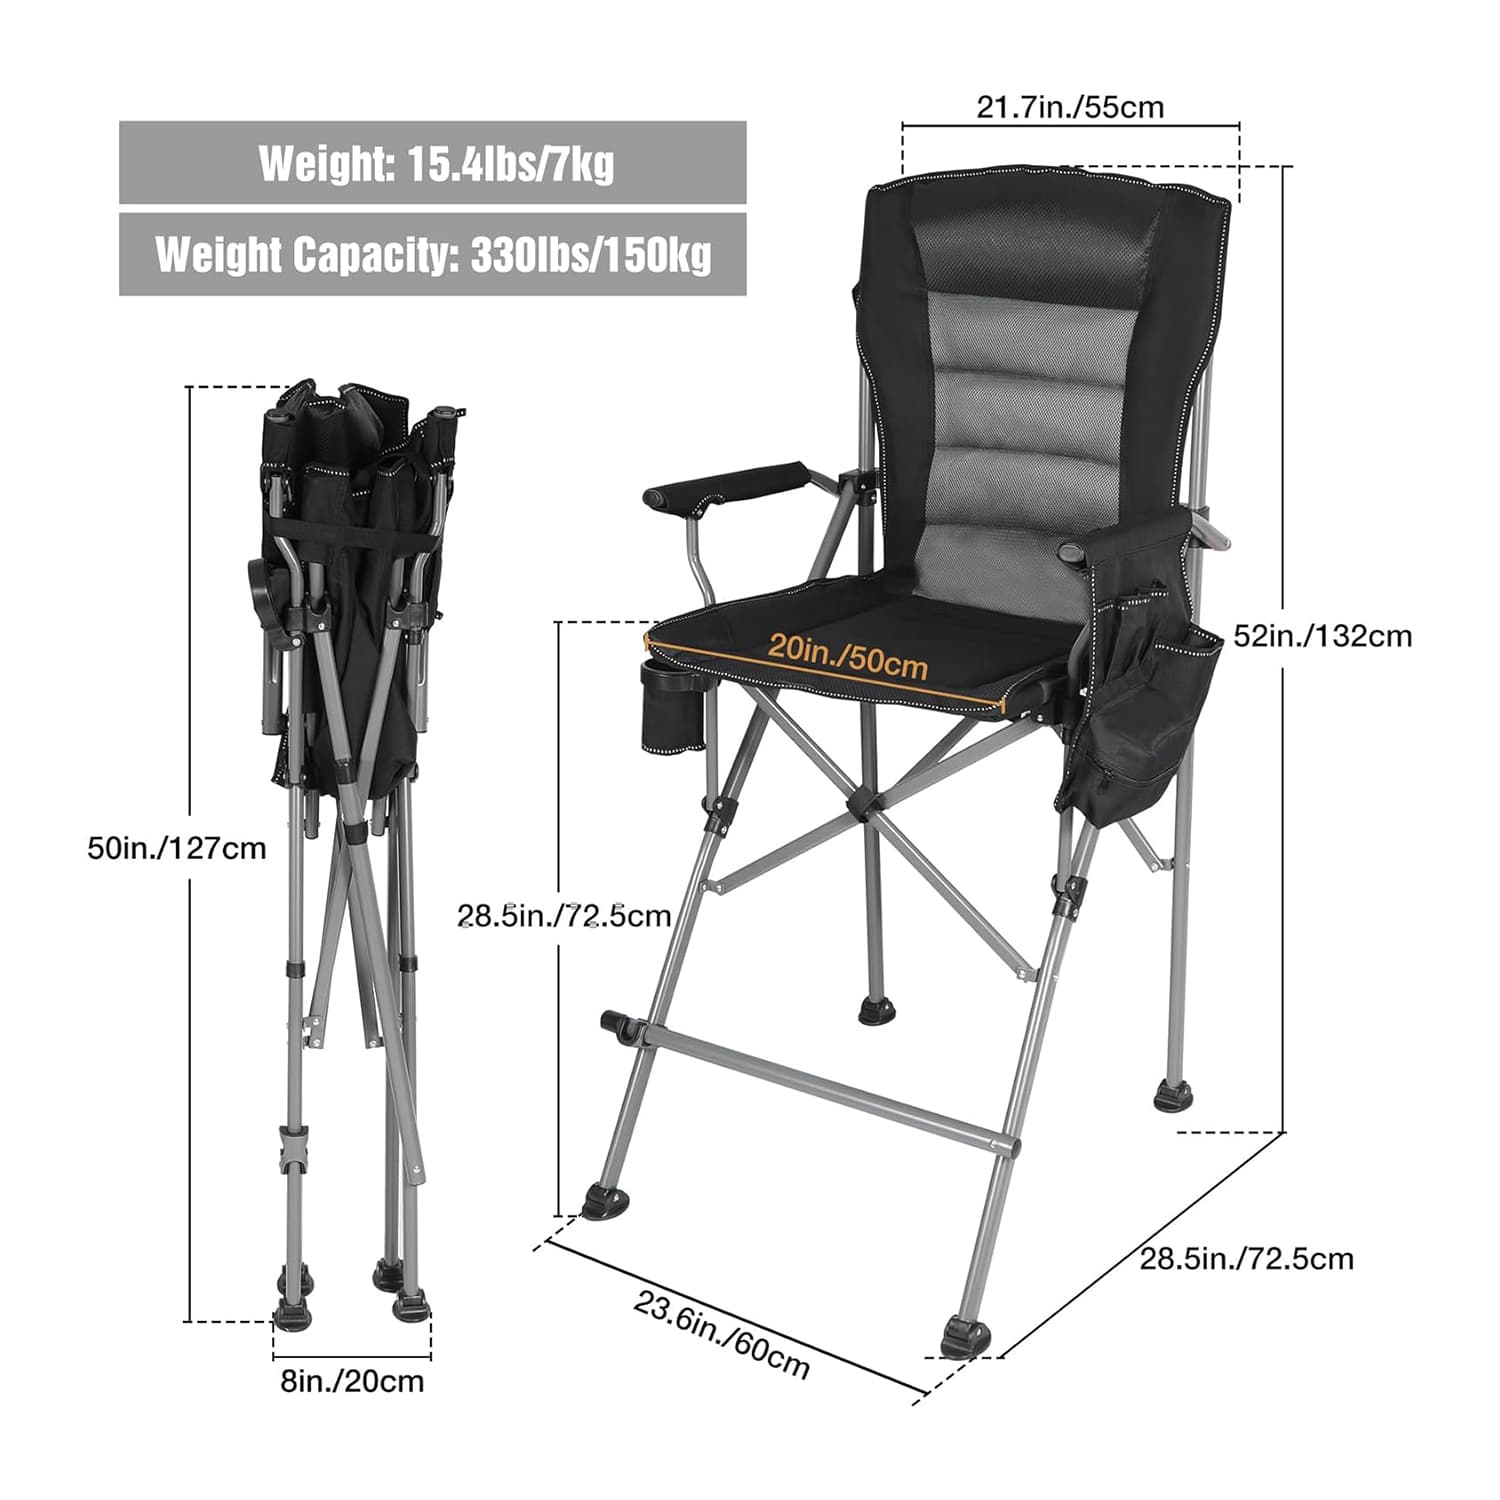 21.7in./55cm
Weight: 15.4lbs/7kg
Weight Capacity: 330lbs/150kg
52in./132cm
20in./50cm
50in./127cm
28.5in./72.5cm
28.5in./72.5cm
23.6in./60cm
8in./20cm